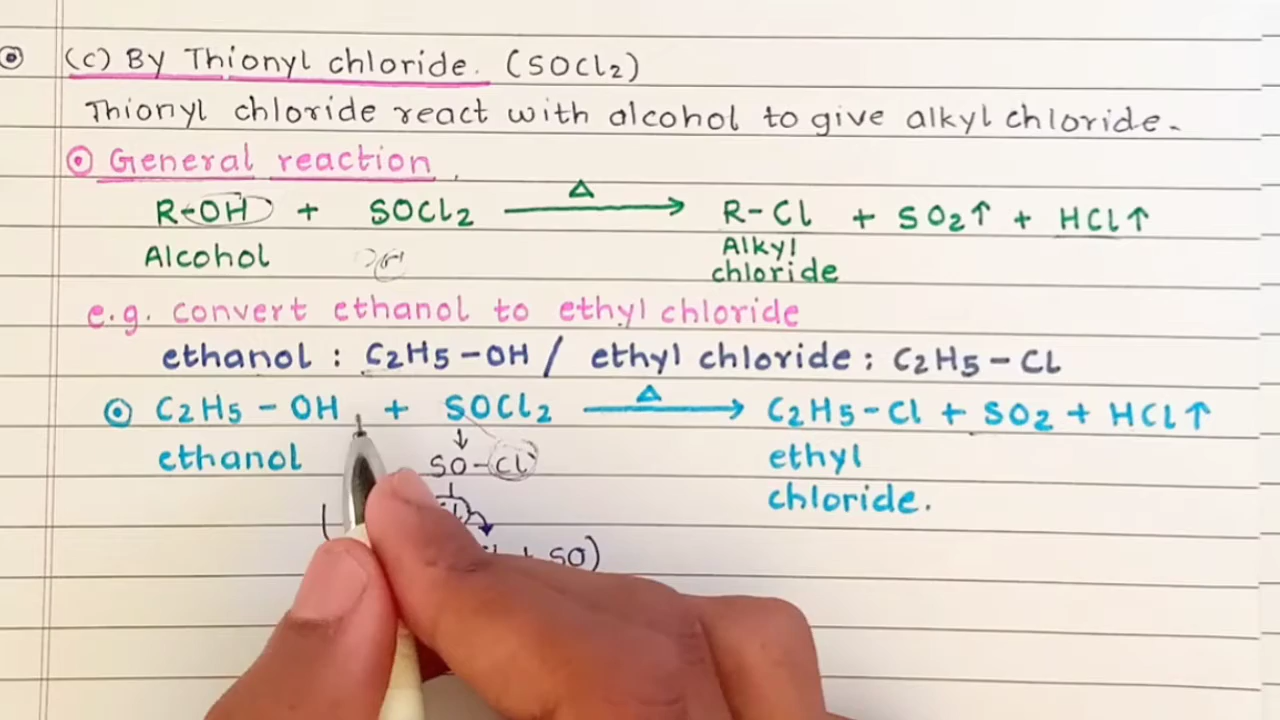 (c) By Thionyl chloride. (SOCl2)
Thionyl chloride react with alcohol to give alkyl chloride.
General reaction
R-OH + SOCl2 →Δ R-Cl + SO2↑ + HCl↑
Alcohol Alkyl
chloride
e.g. convert ethanol to ethyl chloride
ethanol : C2H5-OH / ethyl chloride : C2H5-Cl
C2H5-OH + SOCl2 →Δ C2H5-Cl + SO2 + HCl↑
ethanol ethyl
↓
SO-Cl
chloride.
+ SO)